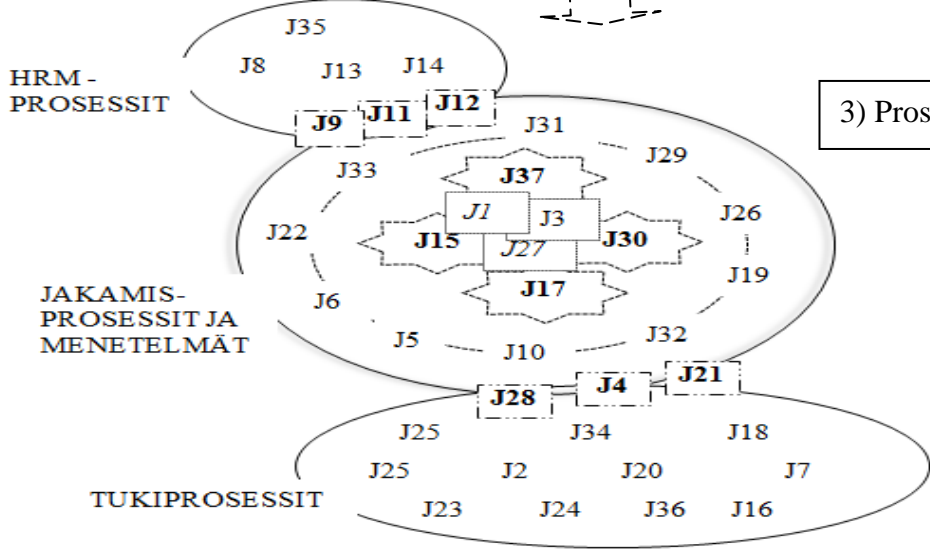 J35
J8
J13
J14
HRM -
PROSESSIT
J9
J11
J12
3) Pros
J31
J33
J29
J37
J1
J3
J26
J22
J15
J27
J30
J19
J17
J6
JAKAMIS-
PROSESSIT JA
MENETELMÄT
J5
J10
J32
J28
J4
J21
J25
J34
J18
J25
J2
J20
J7
TUKIPROSESSIT
J23
J24
J36
J16